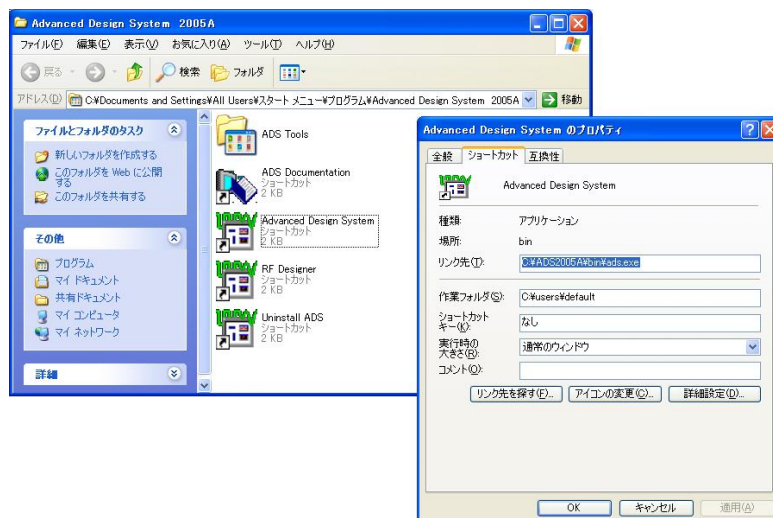 Advanced Design System 2005A
ファイル(F) 編集(E) 表示(V) お気に入り(A) ツール(T) ヘルプ(H)
戻る 検索 フォルダ
アドレス(D) C:¥Documents and Settings¥All Users¥スタート メニュー¥プログラム¥Advanced Design System 2005A 移動
ファイルとフォルダのタスク
新しいフォルダを作成する
このフォルダを Web に公開
する
このフォルダを共有する
その他
プログラム
マイ ドキュメント
共有ドキュメント
マイ コンピュータ
マイ ネットワーク
詳細
ADS Tools
ADS Documentation
ショートカット
2 KB
Advanced Design System
ショートカット
2 KB
RF Designer
ショートカット
2 KB
Uninstall ADS
ショートカット
2 KB
Advanced Design System のプロパティ
全般 ショートカット 互換性
Advanced Design System
種類: アプリケーション
場所: bin
リンク先(T): C:¥ADS2005A¥bin¥ads.exe
作業フォルダ(S): C:¥users¥default
ショートカット
キー(K): なし
実行時の
大きさ(R): 通常のウィンドウ
コメント(O):
リンク先を探す(F)... アイコンの変更(C)... 詳細設定(D)...
OK キャンセル 適用(A)